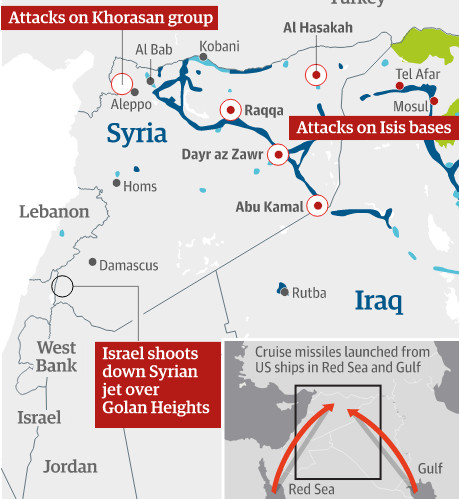 Turkey
Attacks on Khorasan group
Al Hasakah
Al Bab
Kobani
Tel Afar
Aleppo
Mosul
Raqqa
Syria
Attacks on Isis bases
Dayr az Zawr
Homs
Abu Kamal
Lebanon
Damascus
Rutba
Iraq
West
Bank
Israel shoots
down Syrian
jet over
Golan Heights
Israel
Jordan
Cruise missiles launched from
US ships in Red Sea and Gulf
Red Sea
Gulf